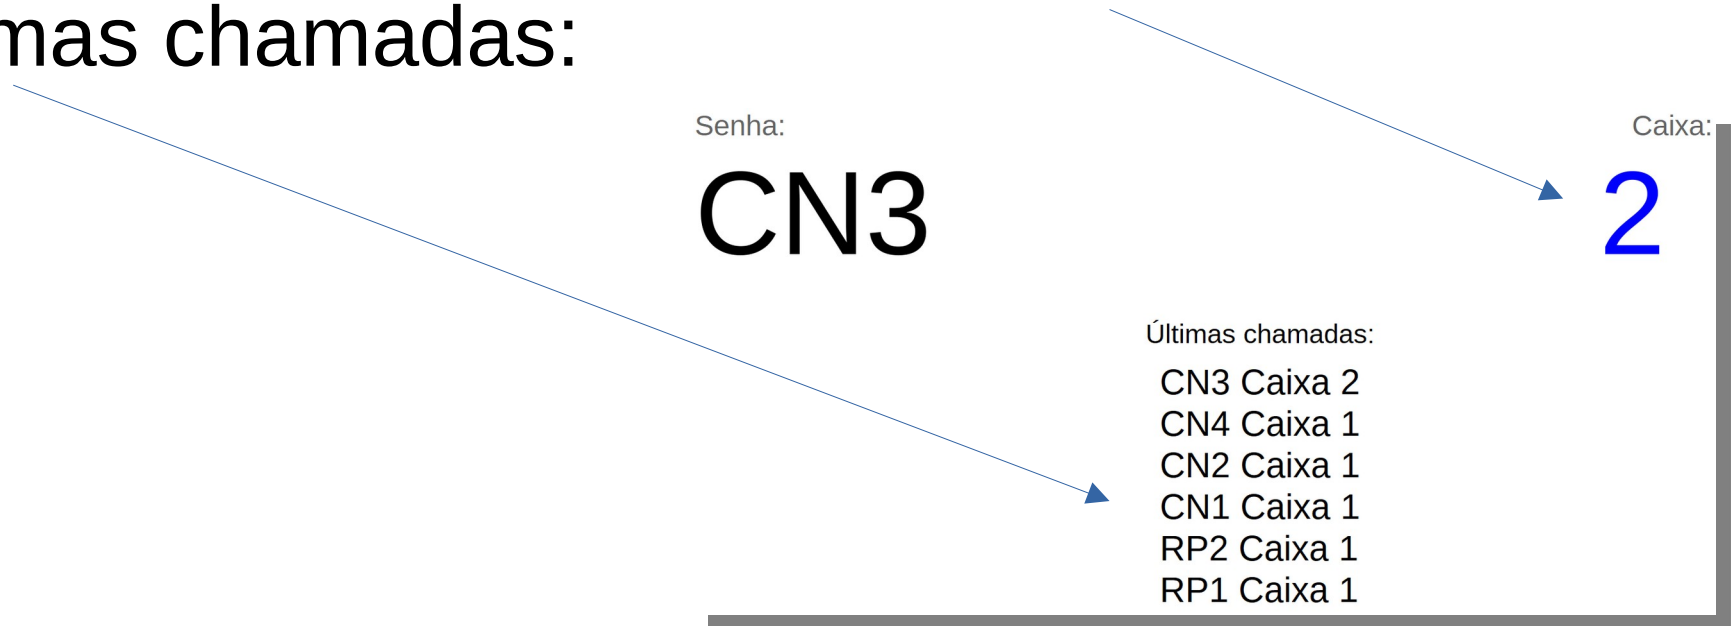 mas chamadas:
Senha:
Caixa:
CN3
2
Últimas chamadas:
CN3 Caixa 2
CN4 Caixa 1
CN2 Caixa 1
CN1 Caixa 1
RP2 Caixa 1
RP1 Caixa 1